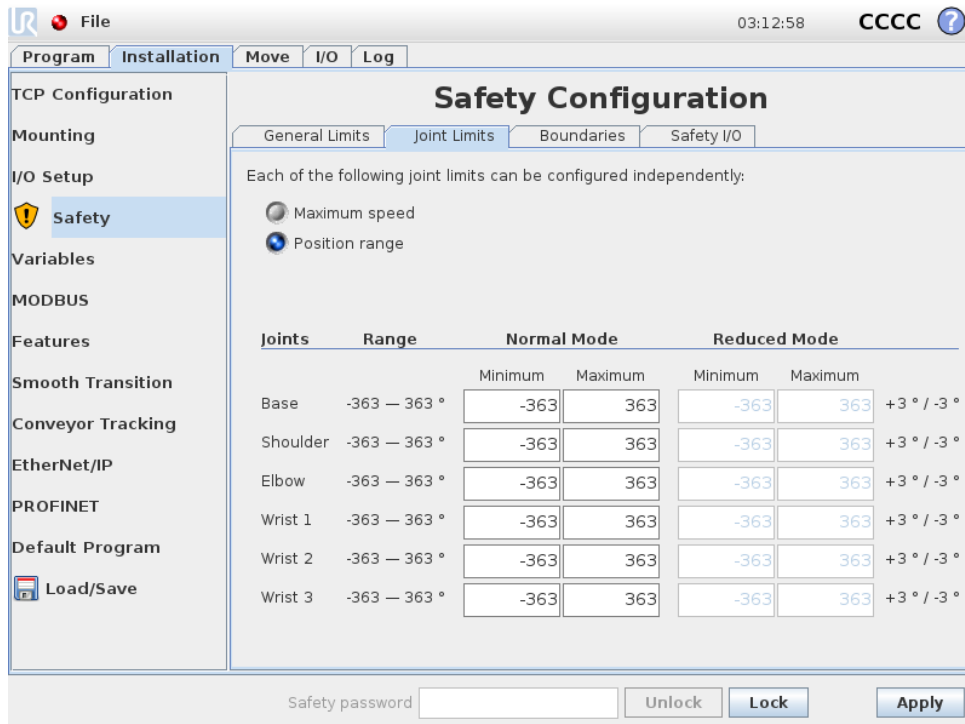 UR File 03:12:58 CCCC ?
Program Installation Move I/O Log
TCP Configuration
Mounting
I/O Setup
Safety
Variables
MODBUS
Features
Smooth Transition
Conveyor Tracking
EtherNet/IP
PROFINET
Default Program
Load/Save
Safety Configuration
General Limits Joint Limits Boundaries Safety I/O
Each of the following joint limits can be configured independently:
Maximum speed
Position range
Joints Range Normal Mode Reduced Mode
Minimum Maximum Minimum Maximum
Base -363 — 363 ° -363 363 -363 363 +3 ° / -3 °
Shoulder -363 — 363 ° -363 363 -363 363 +3 ° / -3 °
Elbow -363 — 363 ° -363 363 -363 363 +3 ° / -3 °
Wrist 1 -363 — 363 ° -363 363 -363 363 +3 ° / -3 °
Wrist 2 -363 — 363 ° -363 363 -363 363 +3 ° / -3 °
Wrist 3 -363 — 363 ° -363 363 -363 363 +3 ° / -3 °
Safety password Unlock Lock Apply